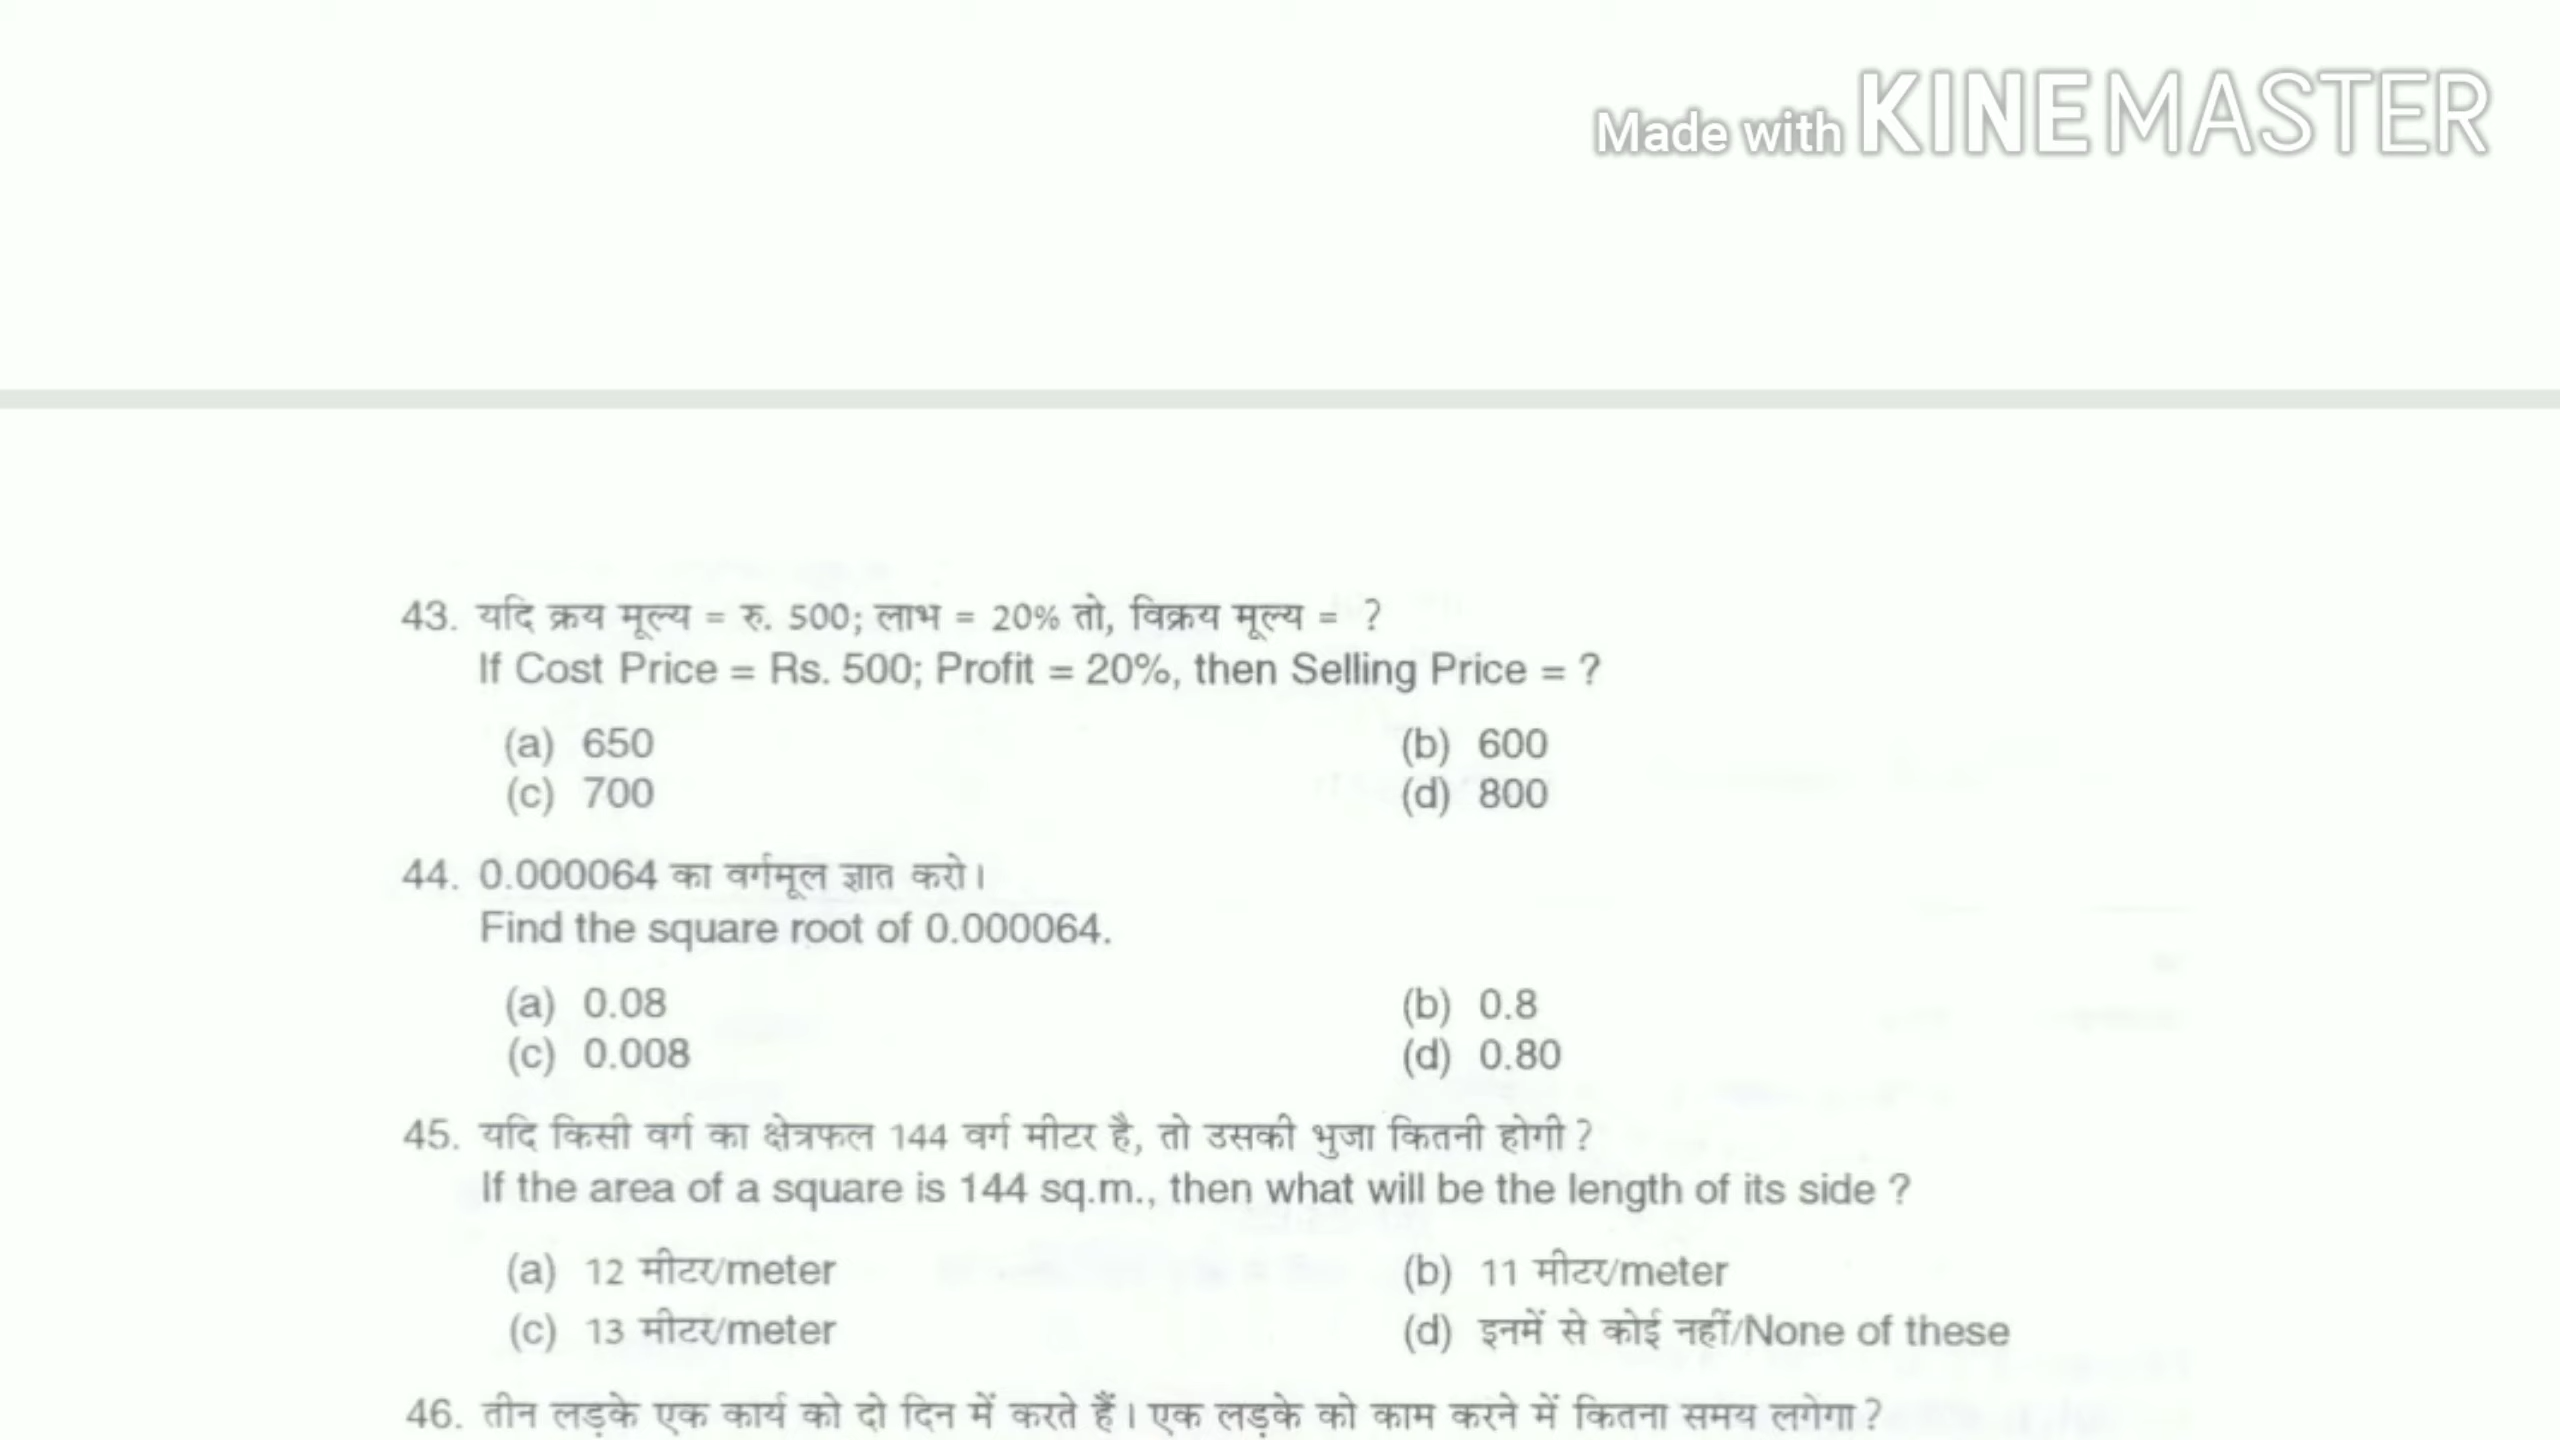 Made with KINEMASTER
43. यदि क्रय मूल्य = रु. 500; लाभ = 20% तो, विक्रय मूल्य = ?
If Cost Price = Rs. 500; Profit = 20%, then Selling Price = ?
(a) 650 (b) 600
(c) 700 (d) 800
44. 0.000064 का वर्गमूल ज्ञात करो।
Find the square root of 0.000064.
(a) 0.08 (b) 0.8
(c) 0.008 (d) 0.80
45. यदि किसी वर्ग का क्षेत्रफल 144 वर्ग मीटर है, तो उसकी भुजा कितनी होगी ?
If the area of a square is 144 sq.m., then what will be the length of its side ?
(a) 12 मीटर/meter (b) 11 मीटर/meter
(c) 13 मीटर/meter (d) इनमें से कोई नहीं/None of these
46. तीन लड़के एक कार्य को दो दिन में करते हैं। एक लड़के को काम करने में कितना समय लगेगा ?